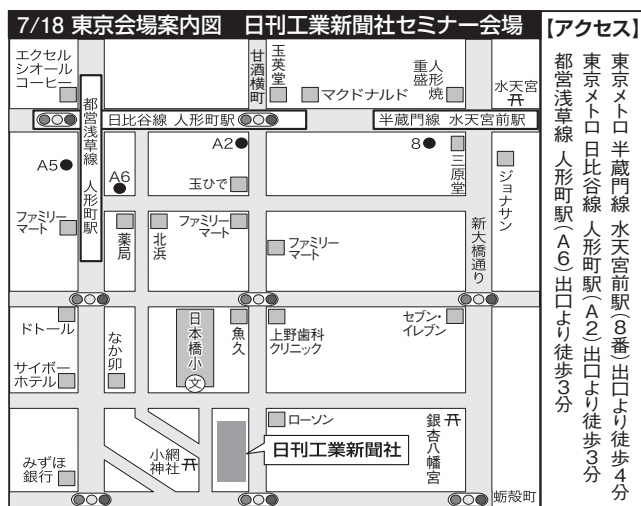 7/18 東京会場案内図 日刊工業新聞社セミナー会場
エクセル
シオール
コーヒー
都営浅草線 人形町駅
甘酒横町
玉英堂
マクドナルド
重盛
人形焼
水天宮
日比谷線 人形町駅
半蔵門線 水天宮前駅
A5
A6
A2
8
玉ひで
三原堂
ジョナサン
ファミリー
マート
薬局
北浜
ファミリー
マート
ファミリー
マート
新大橋通り
ドトール
なか卯
日本橋小
文
魚久
上野歯科
クリニック
セブン・
イレブン
サイボー
ホテル
みずほ
銀行
小網
神社
ローソン
日刊工業新聞社
銀杏八幡宮
蛎殻町
【アクセス】
東京メトロ 半蔵門線 水天宮前駅(8番)出口より徒歩4分
東京メトロ 日比谷線 人形町駅(A2)出口より徒歩3分
都営浅草線 人形町駅(A6)出口より徒歩3分